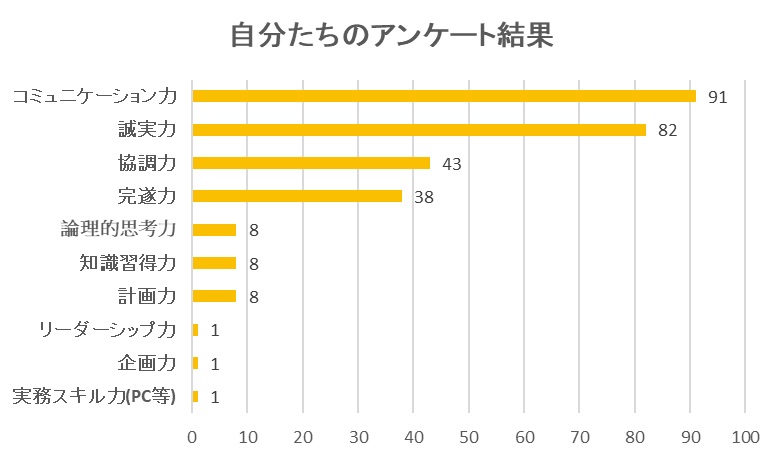 自分たちのアンケート結果
コミュニケーション力 91
誠実力 82
協調力 43
完遂力 38
論理的思考力 8
知識習得力 8
計画力 8
リーダーシップ力 1
企画力 1
実務スキル力(PC等) 1
0 10 20 30 40 50 60 70 80 90 100